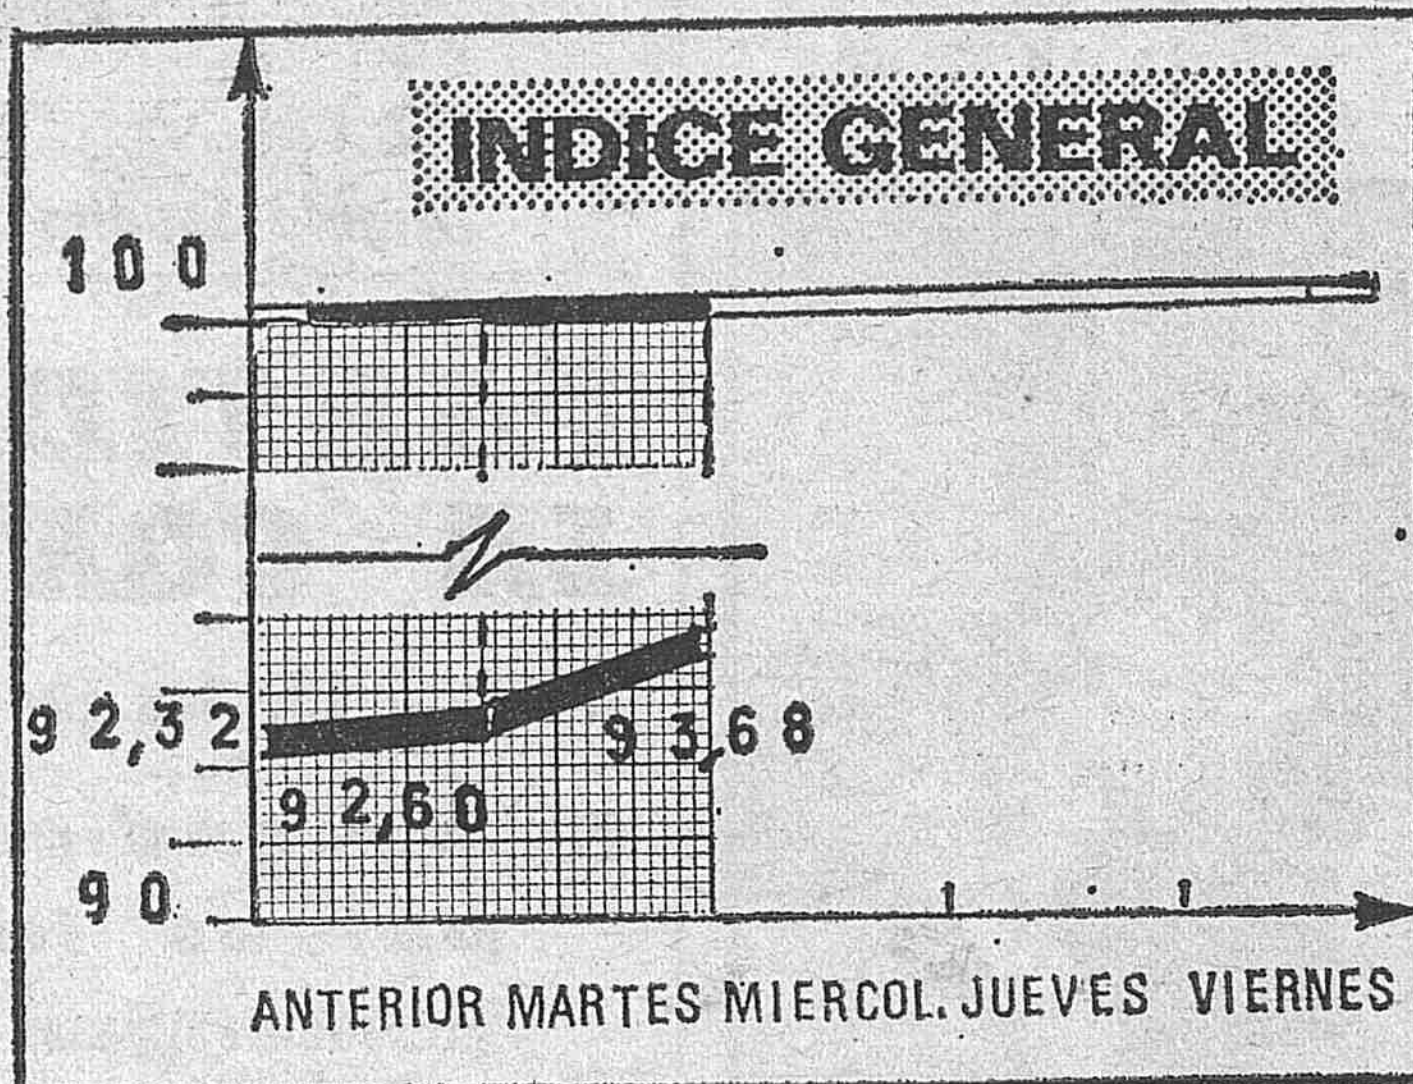 INDICE GENERAL
100
92,32
93,68
92,60
90
ANTERIOR MARTES MIERCOL. JUEVES VIERNES